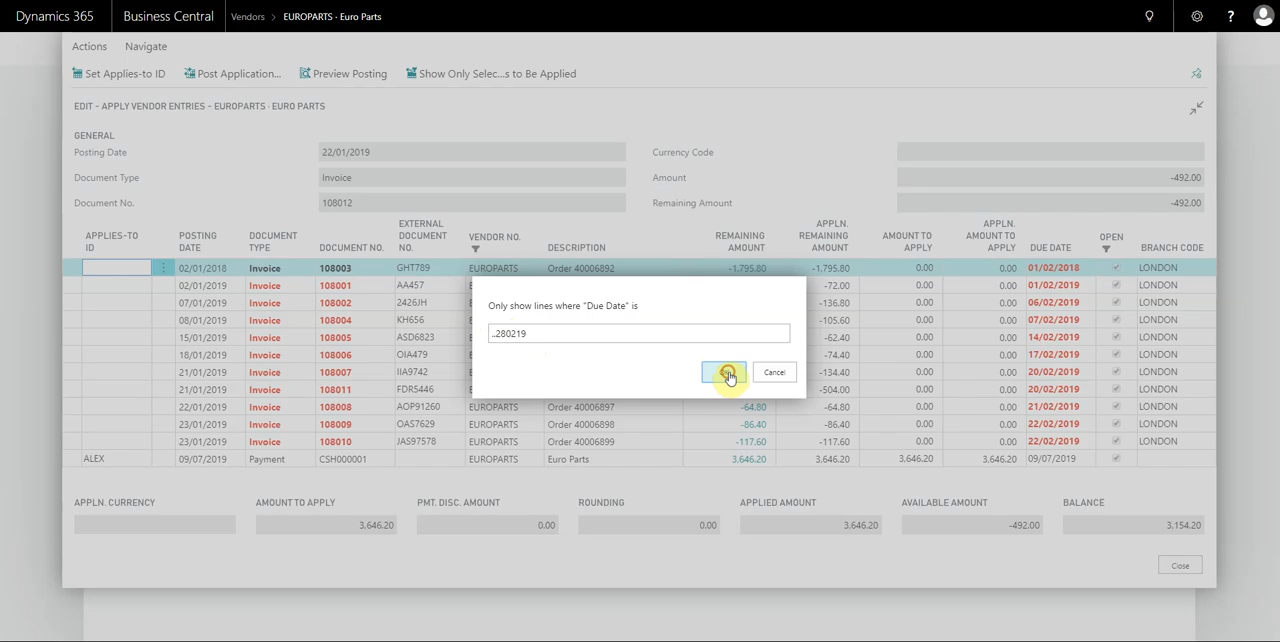 Dynamics 365 Business Central Vendors > EUROPARTS · Euro Parts ?
Actions Navigate
Set Applies-to ID Post Application... Preview Posting Show Only Selec...s to Be Applied
EDIT - APPLY VENDOR ENTRIES - EUROPARTS · EURO PARTS
GENERAL
Posting Date 22/01/2019 Currency Code
Document Type Invoice Amount -492.00
Document No. 108012 Remaining Amount -492.00
APPLIES-TO ID POSTING DATE DOCUMENT TYPE DOCUMENT NO. EXTERNAL DOCUMENT NO. VENDOR NO. DESCRIPTION REMAINING AMOUNT APPLN. REMAINING AMOUNT AMOUNT TO APPLY APPLN. AMOUNT TO APPLY DUE DATE OPEN BRANCH CODE
02/01/2018 Invoice 108003 GHT789 EUROPARTS Order 40006892 -1.795.80 -1.795.80 0.00 0.00 01/02/2018 LONDON
02/01/2019 Invoice 108001 AA457 -72.00 0.00 0.00 01/02/2019 LONDON
07/01/2019 Invoice 108002 2426JH -136.80 0.00 0.00 06/02/2019 LONDON
08/01/2019 Invoice 108004 KH656 -105.60 0.00 0.00 07/02/2019 LONDON
15/01/2019 Invoice 108005 ASD6823 -62.40 0.00 0.00 14/02/2019 LONDON
18/01/2019 Invoice 108006 OIA479 -74.40 0.00 0.00 17/02/2019 LONDON
21/01/2019 Invoice 108007 IIA9742 -134.40 0.00 0.00 20/02/2019 LONDON
21/01/2019 Invoice 108011 FDR5446 -504.00 0.00 0.00 20/02/2019 LONDON
22/01/2019 Invoice 108008 AOP91260 EUROPARTS Order 40006897 -64.80 -64.80 0.00 0.00 21/02/2019 LONDON
23/01/2019 Invoice 108009 OAS7629 EUROPARTS Order 40006898 -86.40 -86.40 0.00 0.00 22/02/2019 LONDON
23/01/2019 Invoice 108010 JAS97578 EUROPARTS Order 40006899 -117.60 -117.60 0.00 0.00 22/02/2019 LONDON
ALEX 09/07/2019 Payment CSH000001 EUROPARTS Euro Parts 3.646.20 3.646.20 3.646.20 3.646.20 09/07/2019
Only show lines where "Due Date" is
..280219
Cancel
APPLN. CURRENCY AMOUNT TO APPLY PMT. DISC. AMOUNT ROUNDING APPLIED AMOUNT AVAILABLE AMOUNT BALANCE
3,646.20 0.00 0.00 3,646.20 -492.00 3,154.20
Close